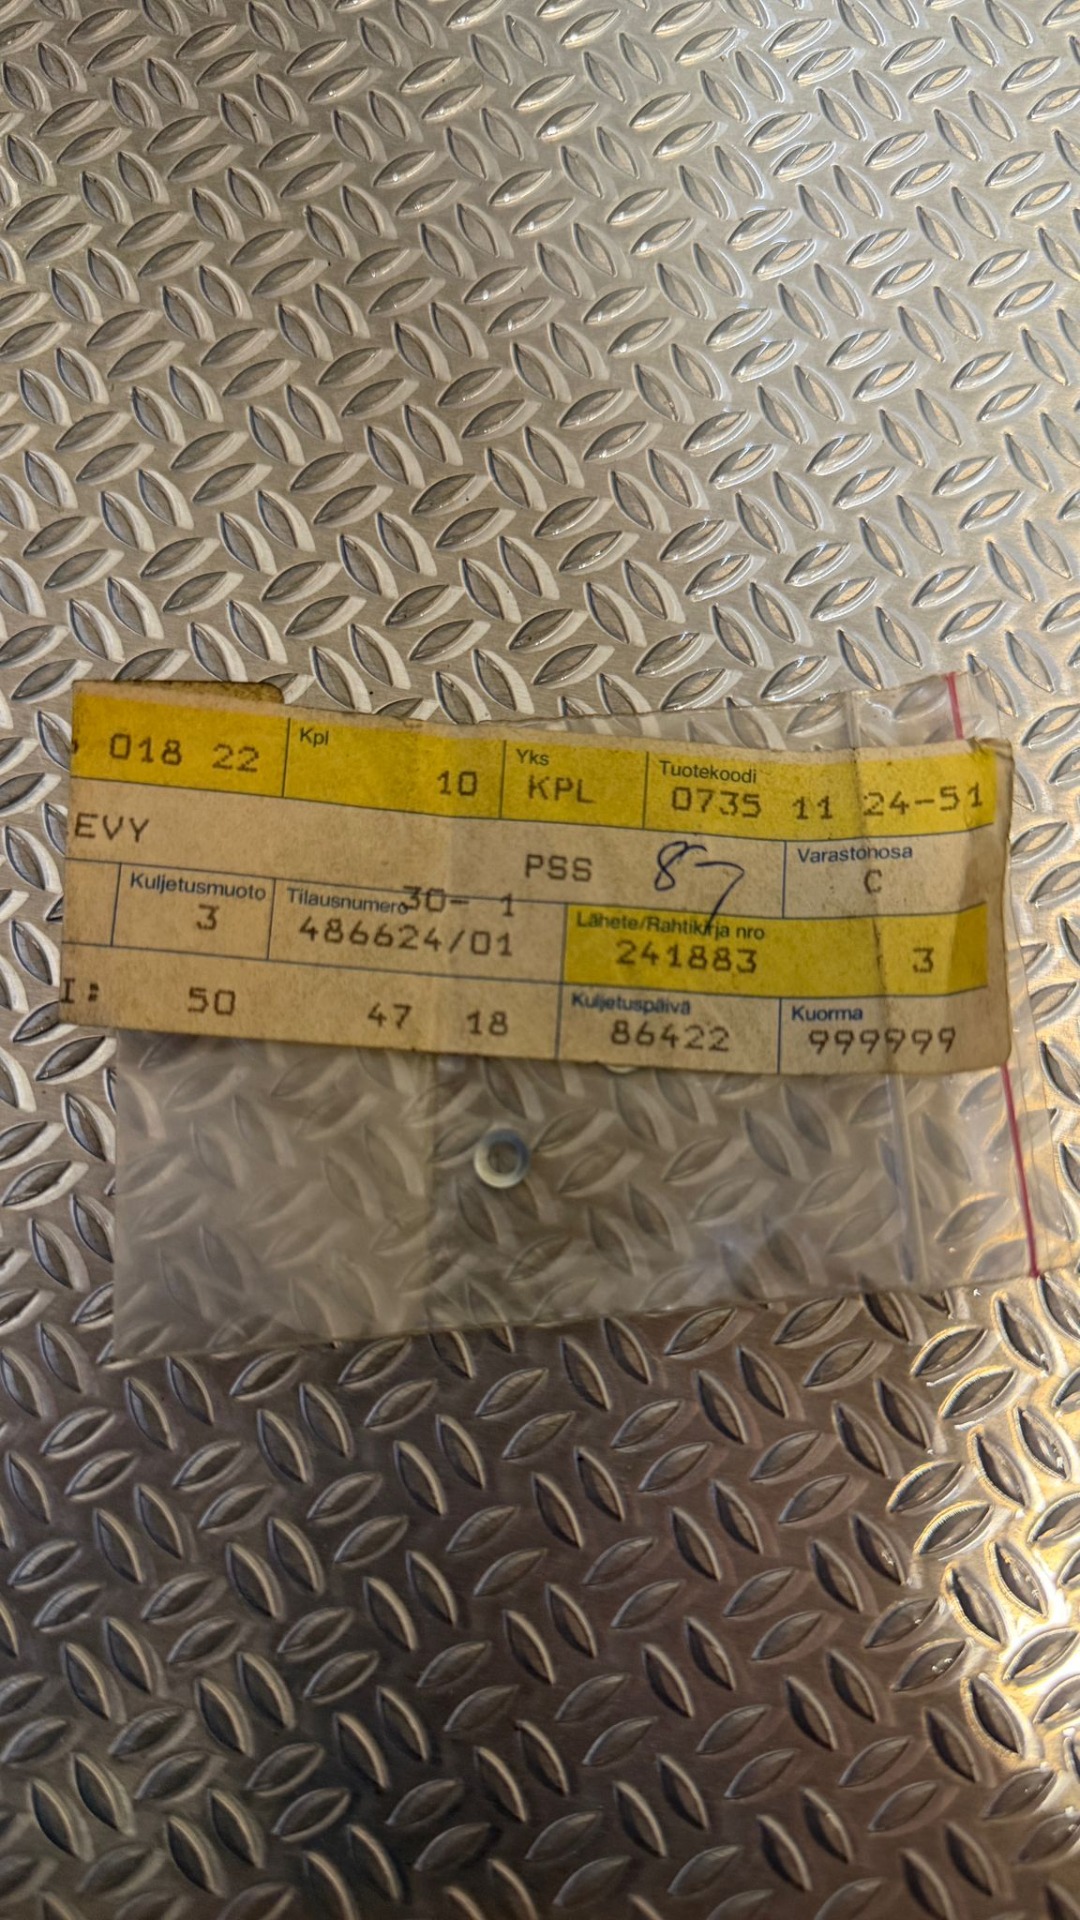 018 22 Kpl 10 Yks KPL Tuotekoodi 0735 11 24-51
EVY PSS 87 Varastonosa C
Kuljetusmuoto 3 Tilausnumero 30- 1 486624/01 Lähete/Rahtikirja nro 241883 3
I: 50 47 18 Kuljetuspäivä 86422 Kuorma 999999